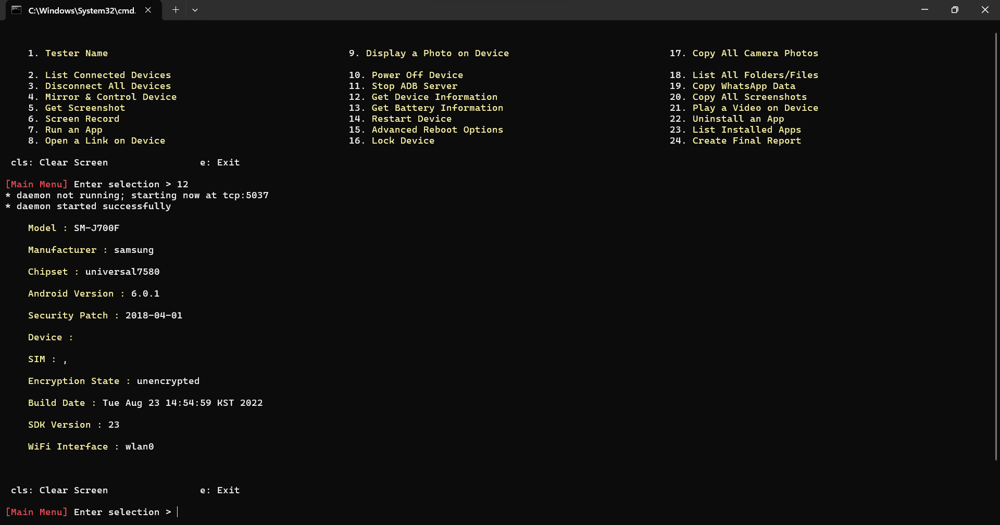 C:\Windows\System32\cmd.
1. Tester Name
9. Display a Photo on Device
17. Copy All Camera Photos
2. List Connected Devices
10. Power Off Device
18. List All Folders/Files
3. Disconnect All Devices
11. Stop ADB Server
19. Copy WhatsApp Data
4. Mirror & Control Device
12. Get Device Information
20. Copy All Screenshots
5. Get Screenshot
13. Get Battery Information
21. Play a Video on Device
6. Screen Record
14. Restart Device
22. Uninstall an App
7. Run an App
15. Advanced Reboot Options
23. List Installed Apps
8. Open a Link on Device
16. Lock Device
24. Create Final Report
cls: Clear Screen e: Exit
[Main Menu] Enter selection > 12
* daemon not running; starting now at tcp:5037
* daemon started successfully
Model : SM-J700F
Manufacturer : samsung
Chipset : universal7580
Android Version : 6.0.1
Security Patch : 2018-04-01
Device :
SIM : ,
Encryption State : unencrypted
Build Date : Tue Aug 23 14:54:59 KST 2022
SDK Version : 23
WiFi Interface : wlan0
cls: Clear Screen e: Exit
[Main Menu] Enter selection >